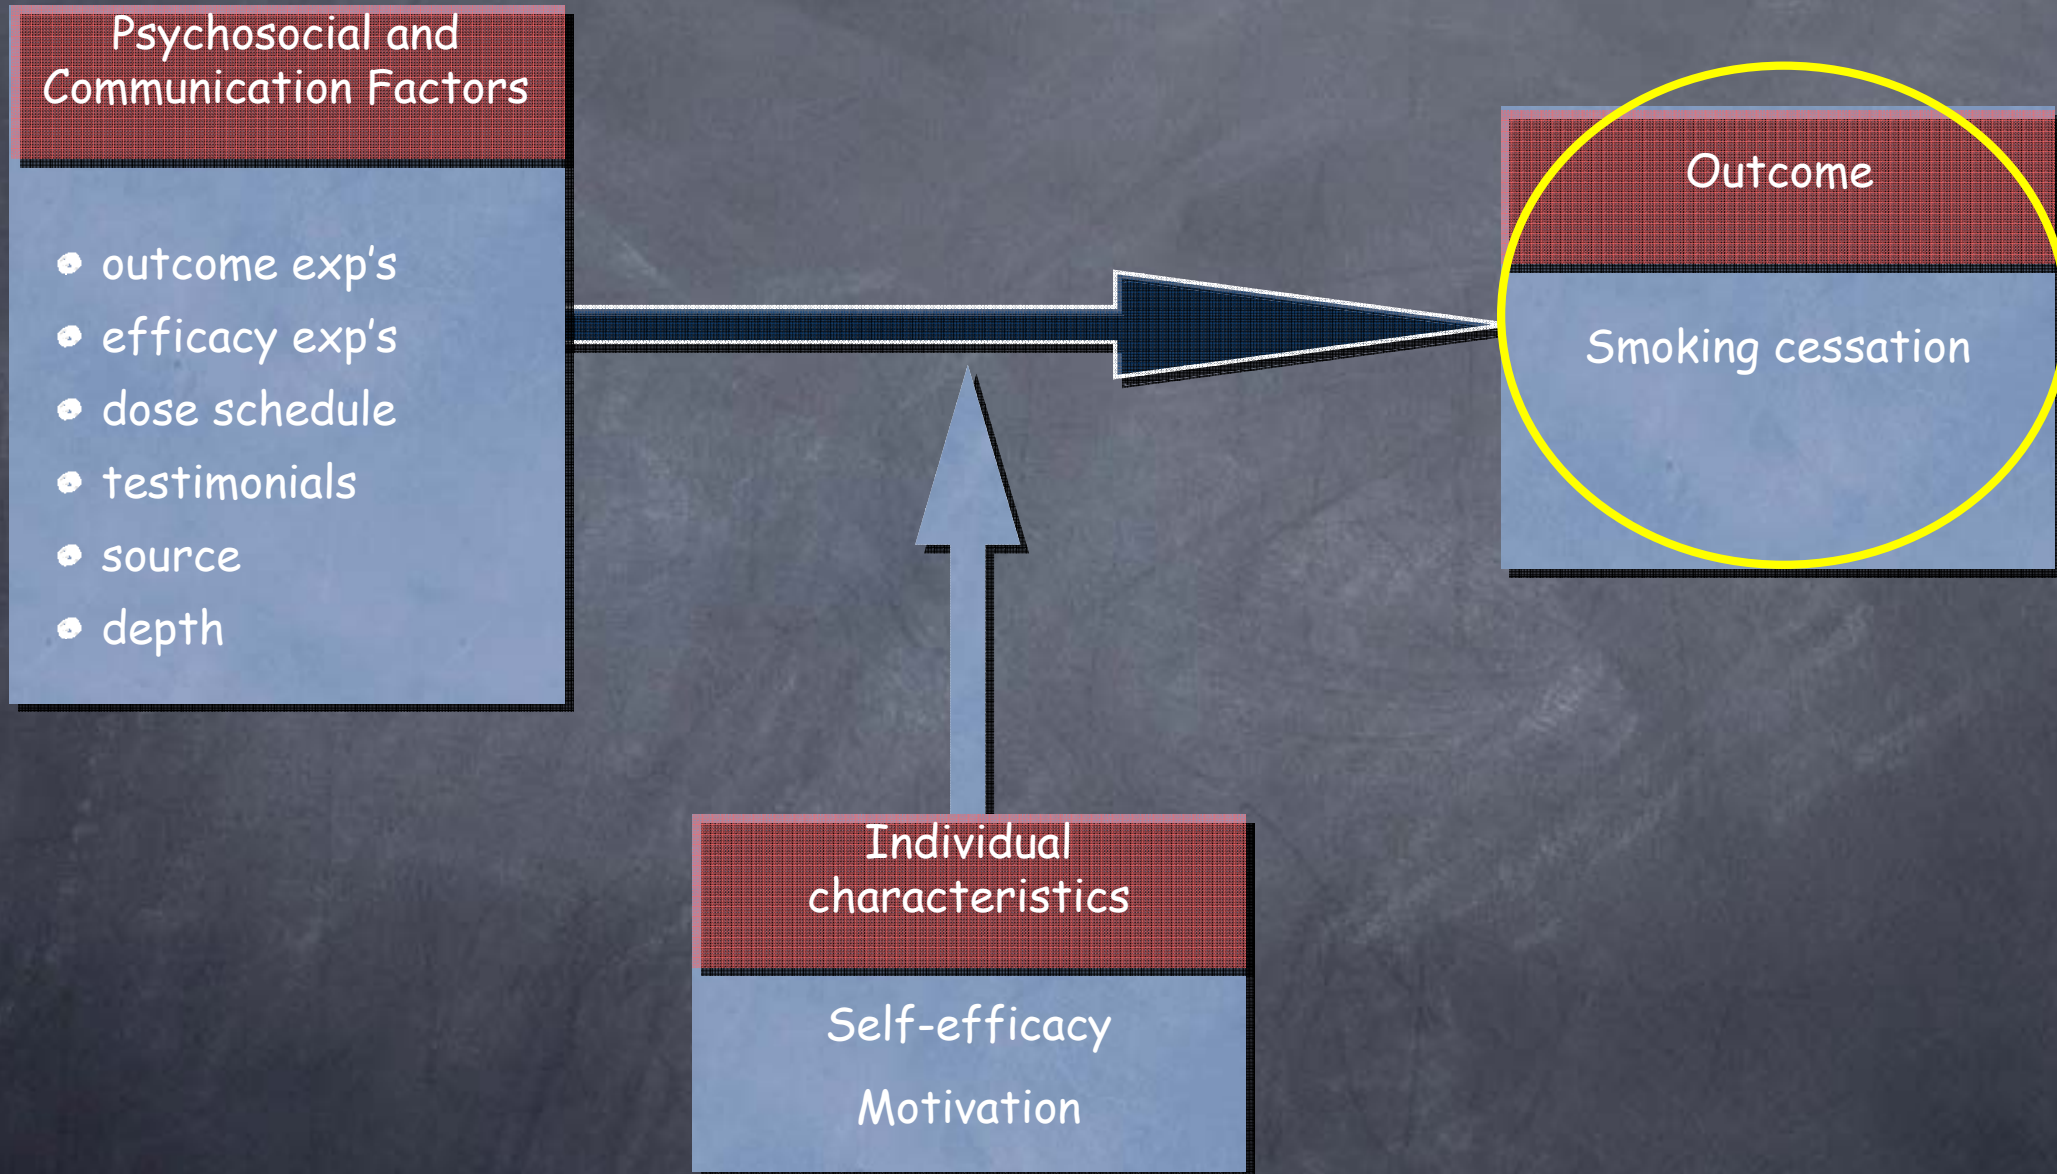 Psychosocial and
Communication Factors
• outcome exp's
• efficacy exp's
• dose schedule
• testimonials
• source
• depth
Outcome
Smoking cessation
Individual
characteristics
Self-efficacy
Motivation